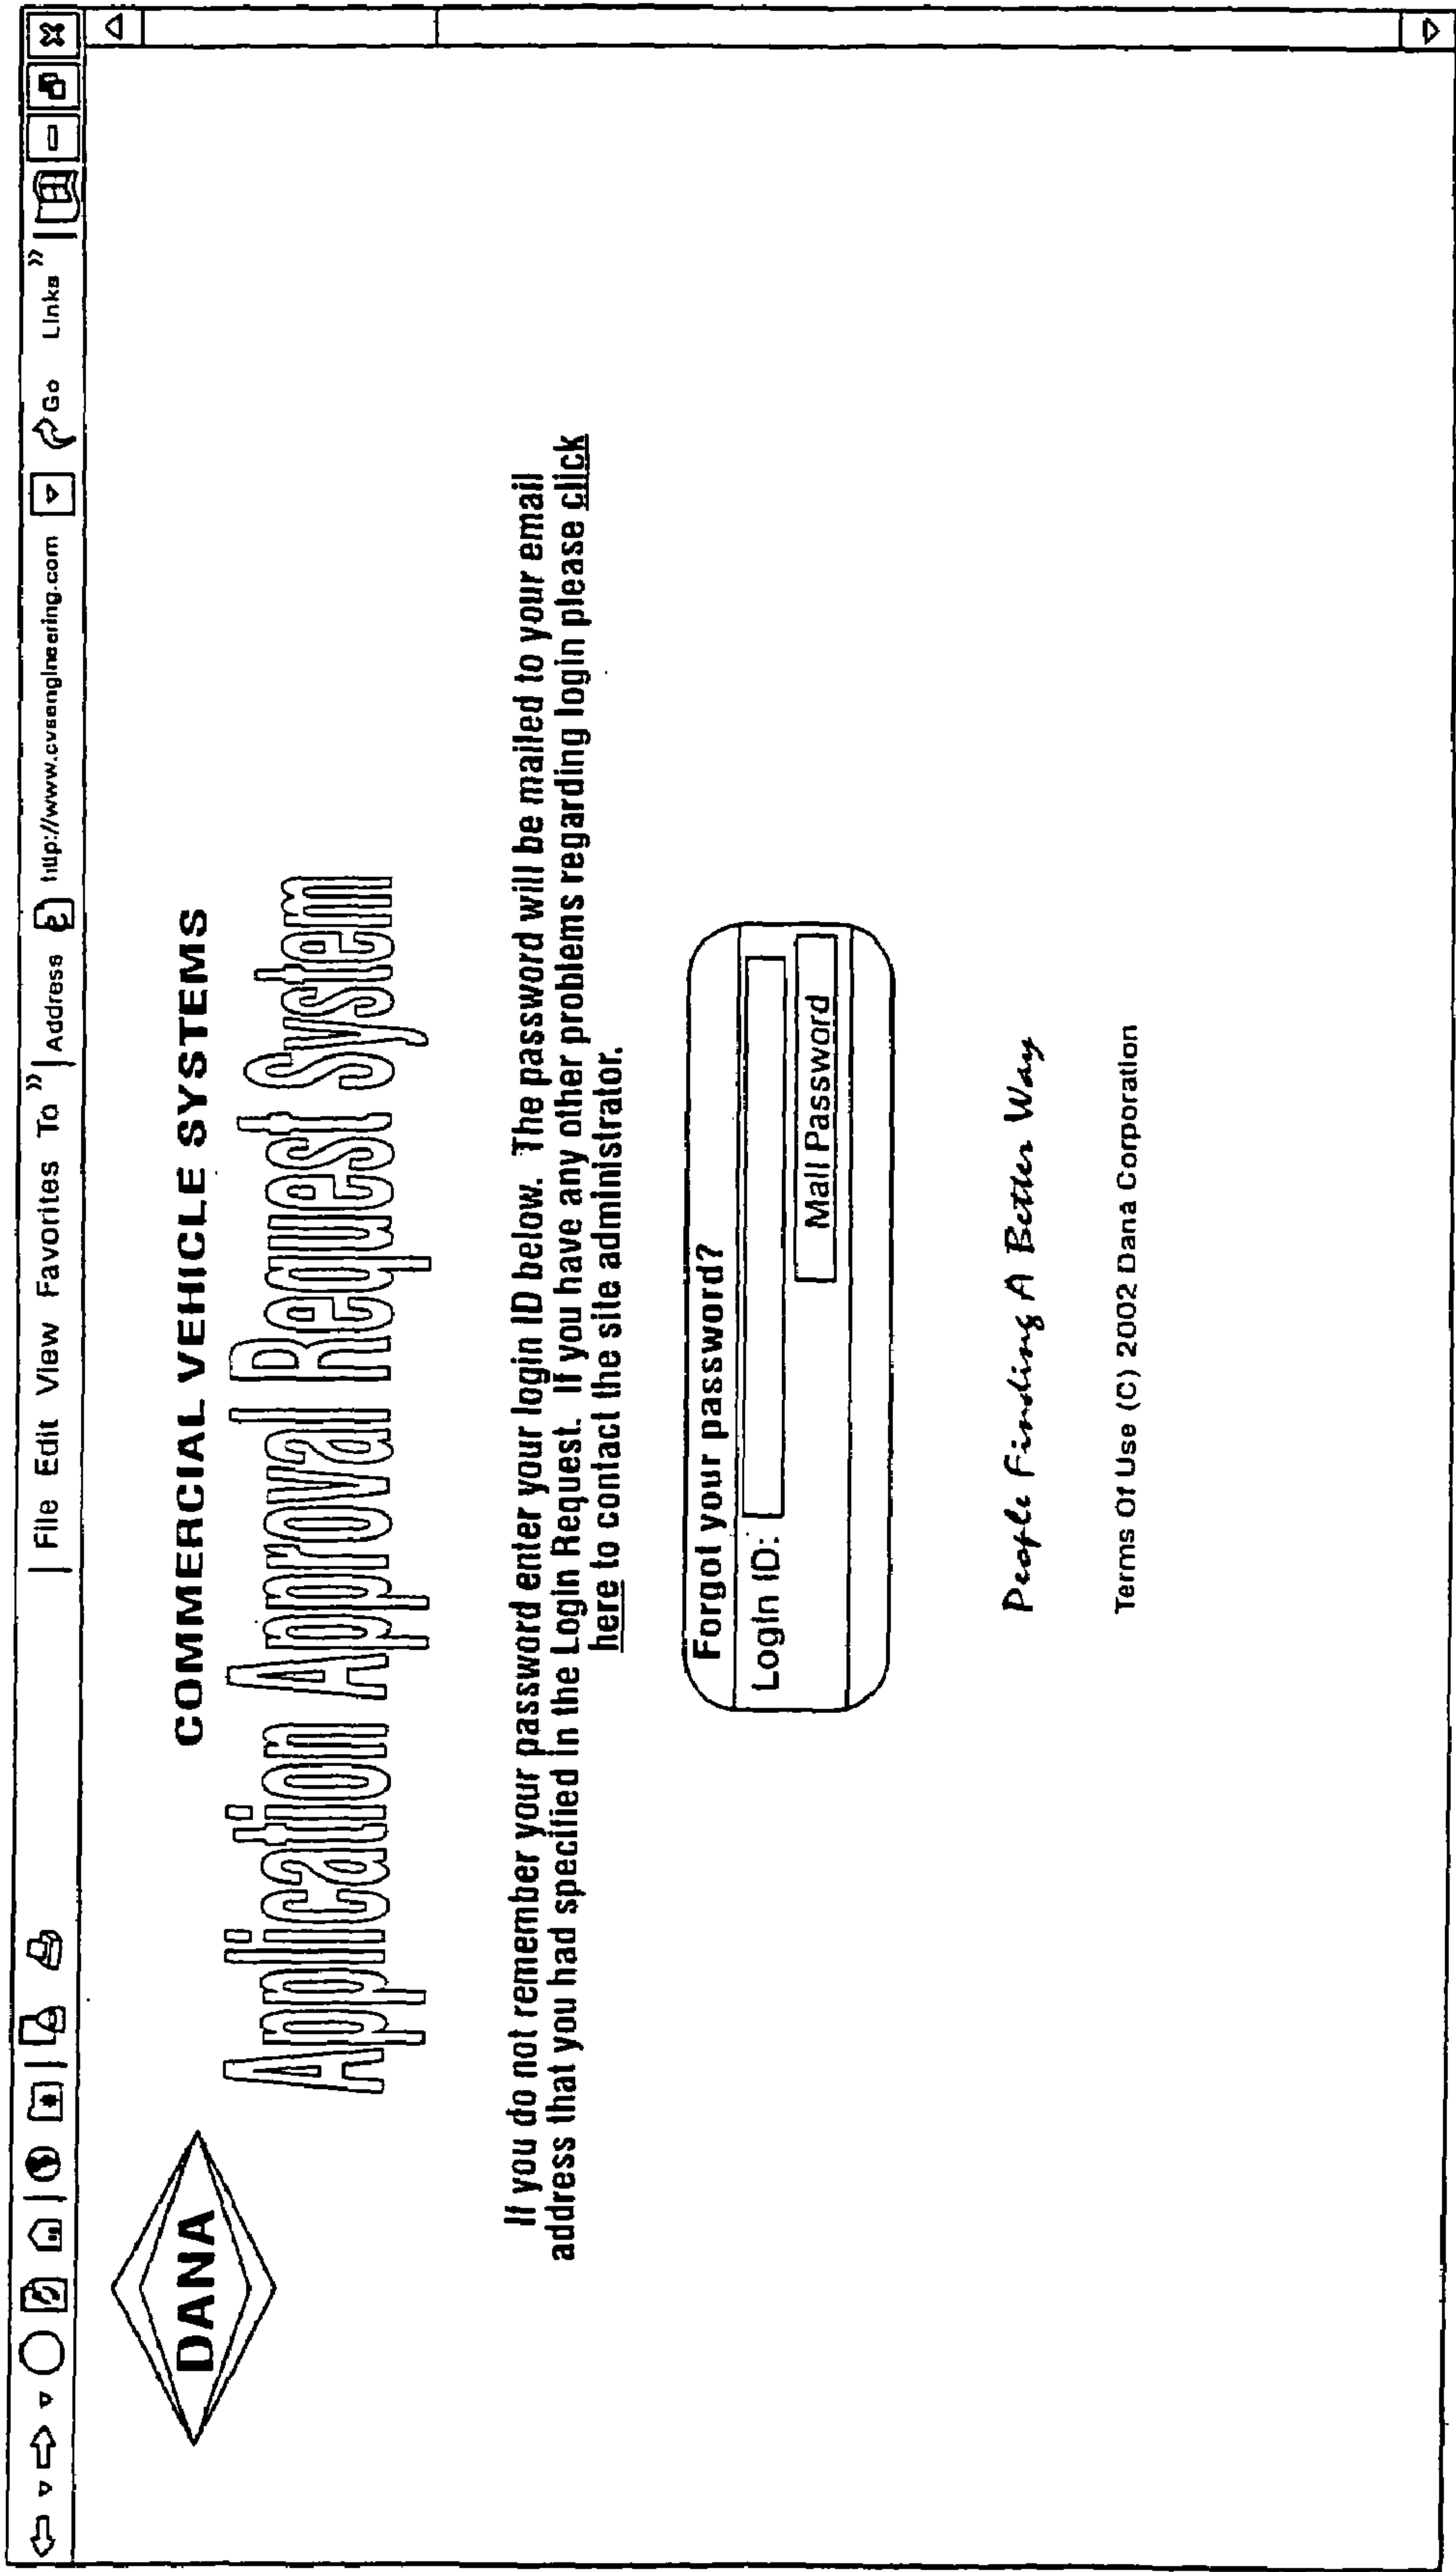 File Edit View Favorites To » Address http://www.cvsengineering.com Go Links »
DANA
COMMERCIAL VEHICLE SYSTEMS
Application Approval Request System
If you do not remember your password enter your login ID below. The password will be mailed to your email
address that you had specified in the Login Request. If you have any other problems regarding login please click
here to contact the site administrator.
Forgot your password?
Login ID:
Mail Password
People Finding A Better Way
Terms Of Use (C) 2002 Dana Corporation